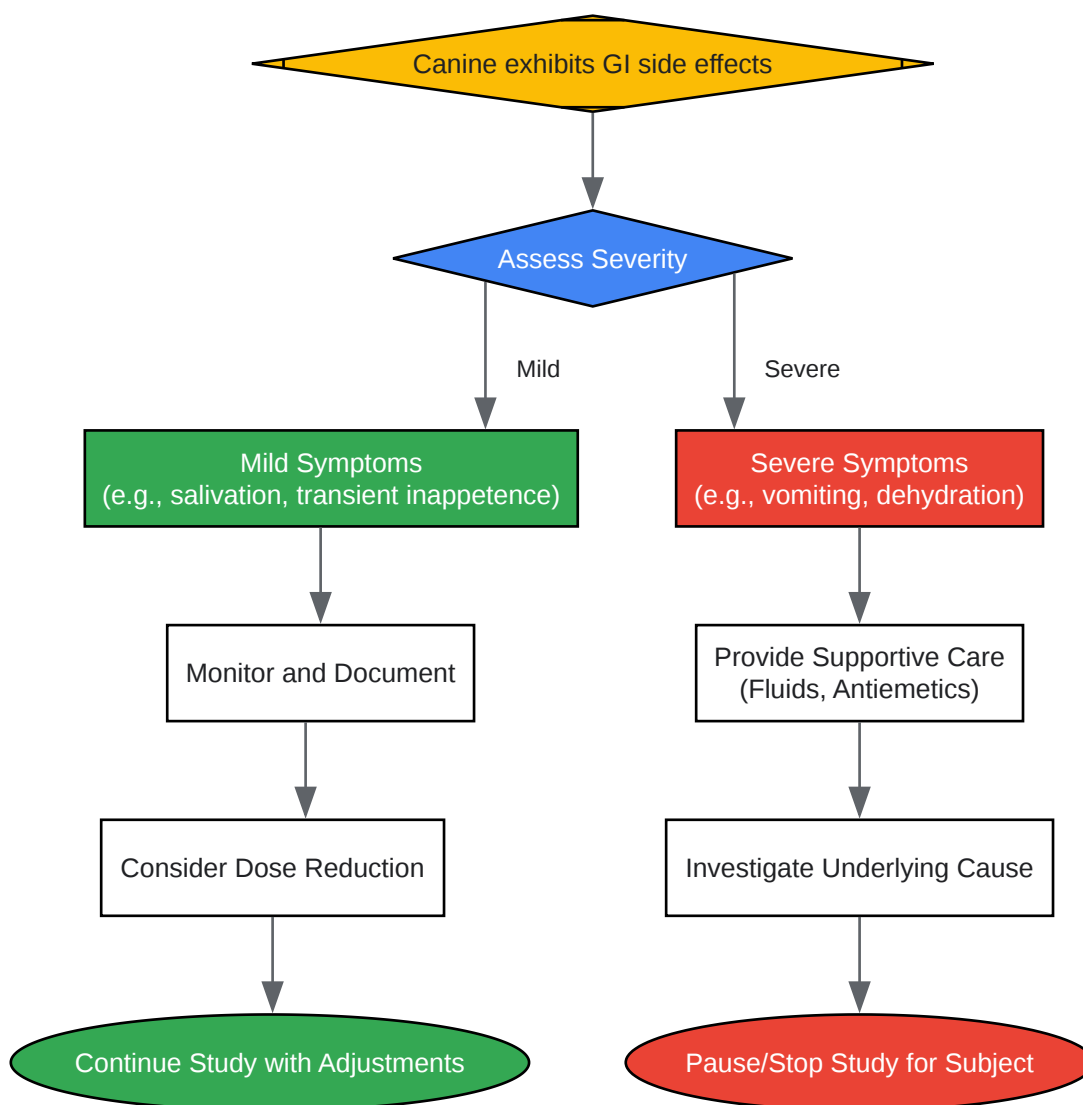 Canine exhibits GI side effects
Assess Severity
Mild
Severe
Mild Symptoms
(e.g., salivation, transient inappetence)
Severe Symptoms
(e.g., vomiting, dehydration)
Monitor and Document
Provide Supportive Care
(Fluids, Antiemetics)
Consider Dose Reduction
Investigate Underlying Cause
Continue Study with Adjustments
Pause/Stop Study for Subject